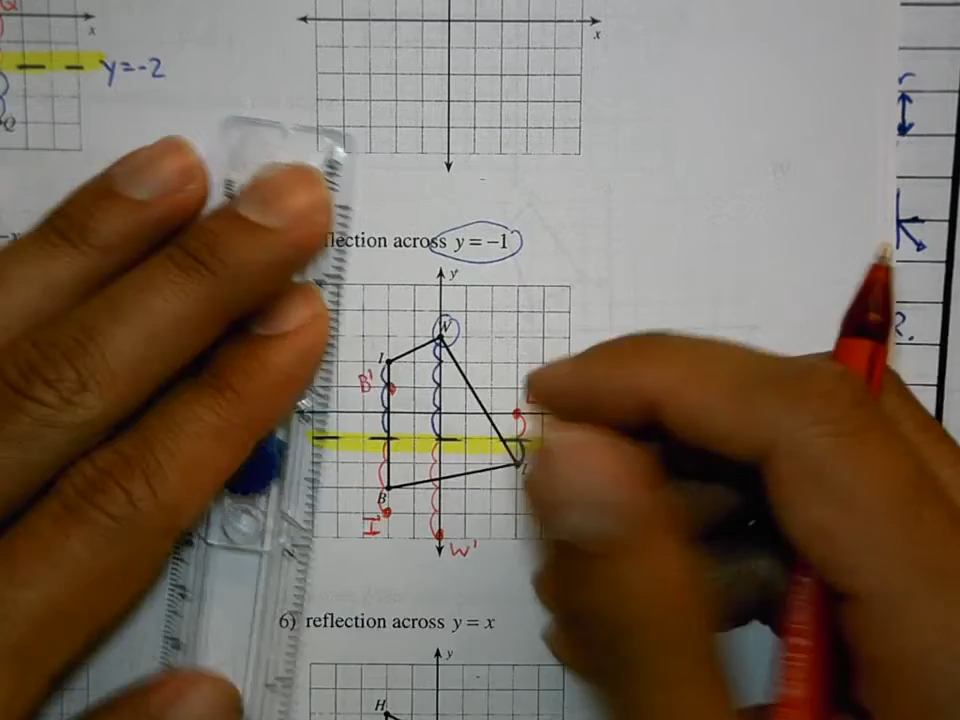 x
x
y=-2
Q
r
flection across y = −1
y
W
I
B'
B
I'
W'
R.
6) reflection across y = x
y
H